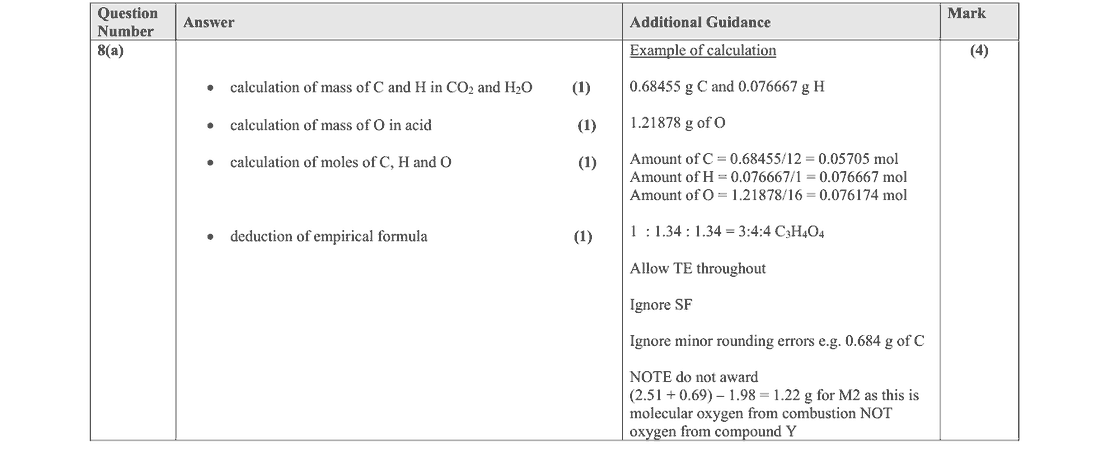 Question Number Answer Additional Guidance Mark
8(a) Example of calculation (4)
• calculation of mass of C and H in CO₂ and H₂O (1) 0.68455 g C and 0.076667 g H
• calculation of mass of O in acid (1) 1.21878 g of O
• calculation of moles of C, H and O (1) Amount of C = 0.68455/12 = 0.05705 mol
Amount of H = 0.076667/1 = 0.076667 mol
Amount of O = 1.21878/16 = 0.076174 mol
• deduction of empirical formula (1) 1 : 1.34 : 1.34 = 3:4:4 C₃H₄O₄
Allow TE throughout
Ignore SF
Ignore minor rounding errors e.g. 0.684 g of C
NOTE do not award
(2.51 + 0.69) – 1.98 = 1.22 g for M2 as this is
molecular oxygen from combustion NOT
oxygen from compound Y